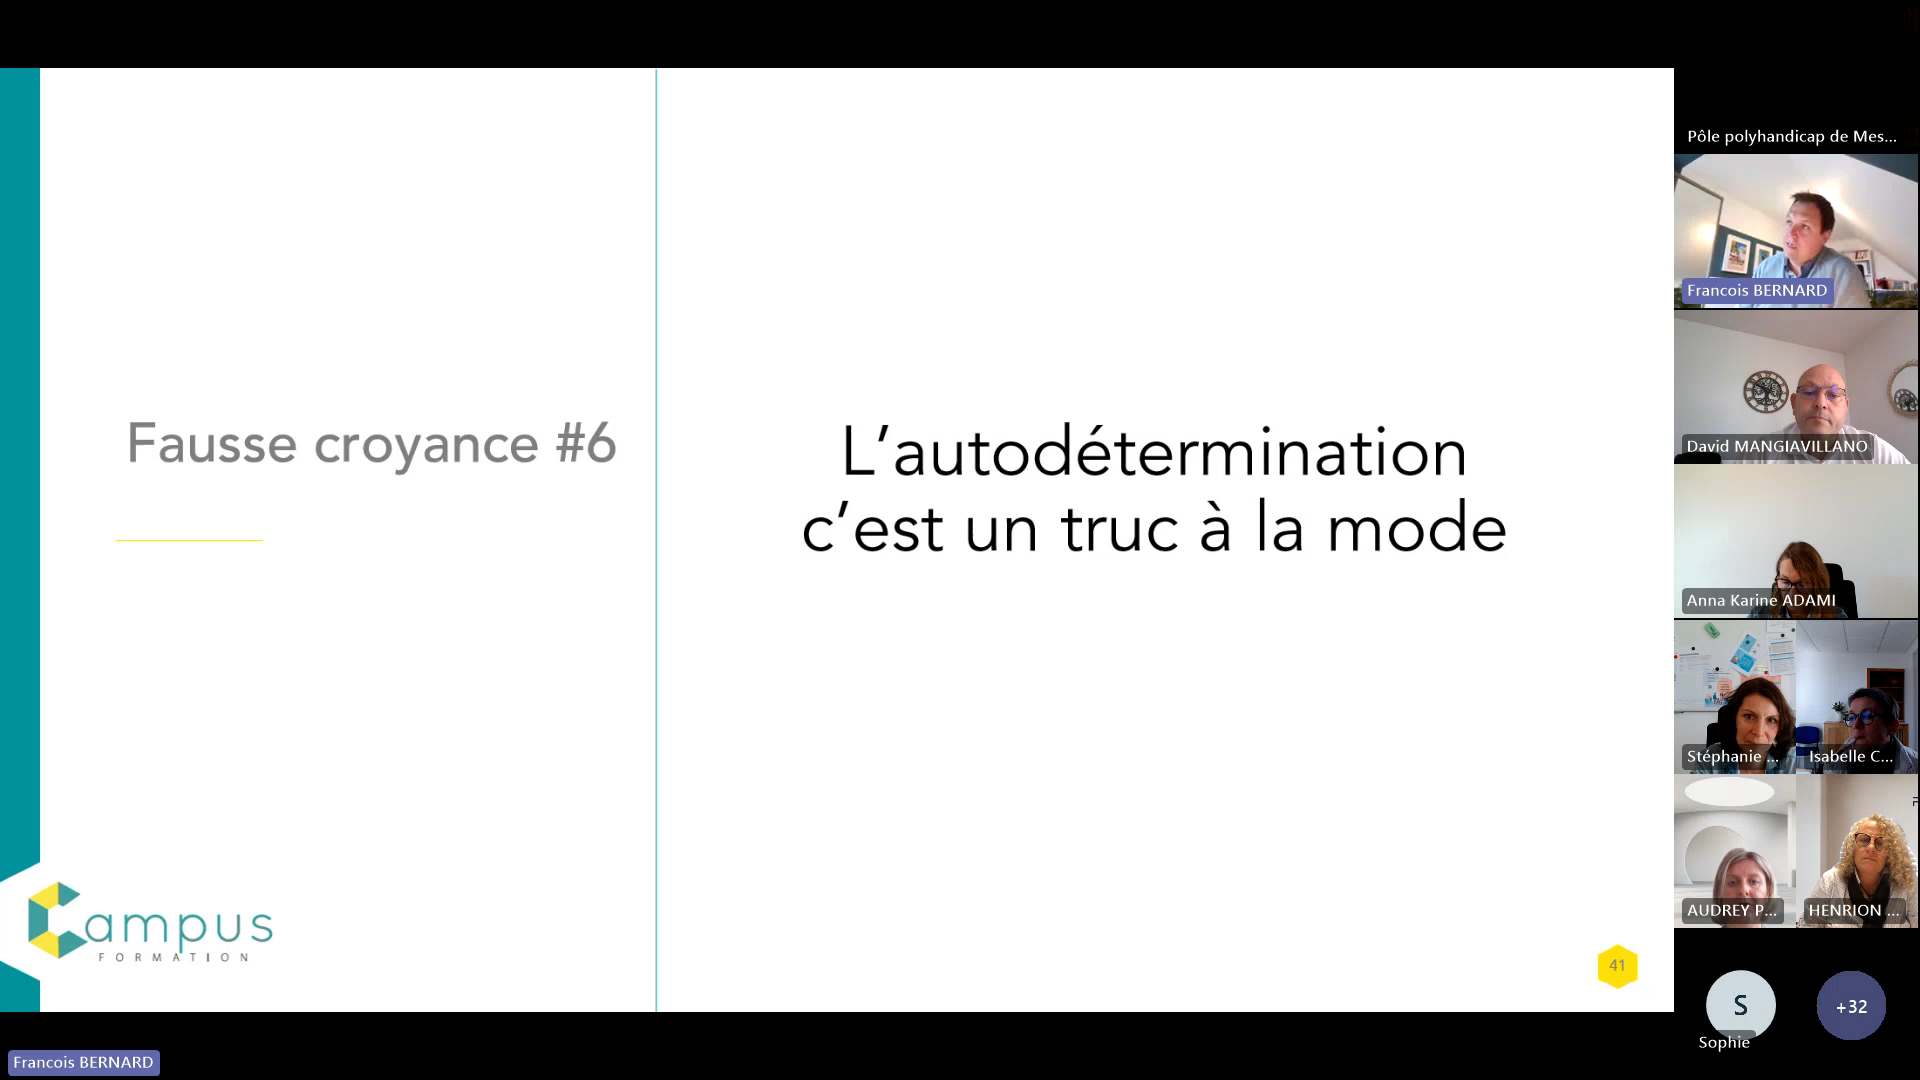 Fausse croyance #6
L’autodétermination
c’est un truc à la mode
Campus
FORMATION
41
Pôle polyhandicap de Mes...
Francois BERNARD
David MANGIAVILLANO
Anna Karine ADAMI
Stéphanie ...
Isabelle C...
AUDREY P...
HENRION ...
S
+32
Sophie
Francois BERNARD